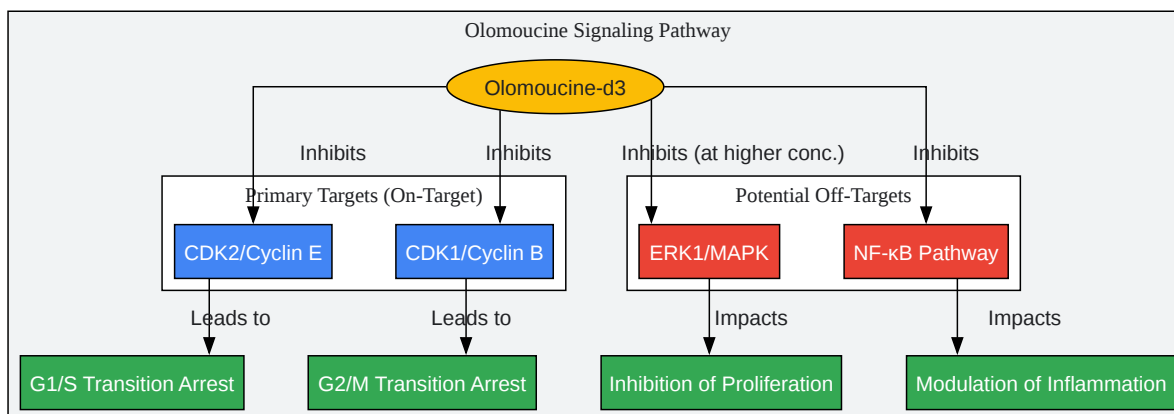 Olomoucine Signaling Pathway
Olomoucine-d3
Inhibits
Inhibits
Inhibits (at higher conc.)
Inhibits
Primary Targets (On-Target)
Potential Off-Targets
CDK2/Cyclin E
CDK1/Cyclin B
ERK1/MAPK
NF-κB Pathway
Leads to
Leads to
Impacts
Impacts
G1/S Transition Arrest
G2/M Transition Arrest
Inhibition of Proliferation
Modulation of Inflammation